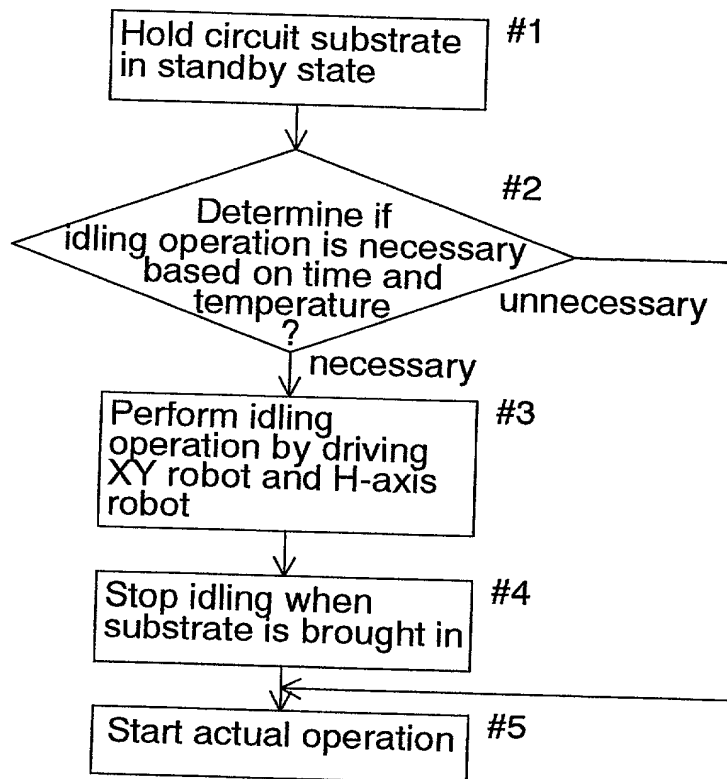 Hold circuit substrate
in standby state
#1
#2
Determine if
idling operation is necessary
based on time and
temperature
?
unnecessary
necessary
#3
Perform idling
operation by driving
XY robot and H-axis
robot
#4
Stop idling when
substrate is brought in
#5
Start actual operation